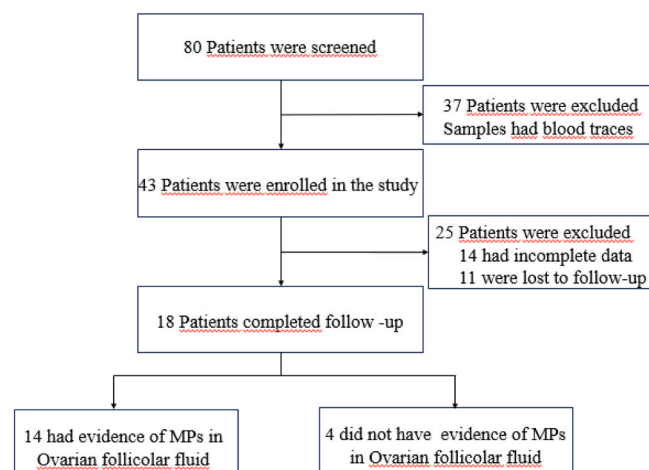 80 Patients were screened
37 Patients were excluded
Samples had blood traces
43 Patients were enrolled in the study
25 Patients were excluded
14 had incomplete data
11 were lost to follow-up
18 Patients completed follow -up
14 had evidence of MPs in
Ovarian follicolar fluid
4 did not have evidence of MPs
in Ovarian follicolar fluid